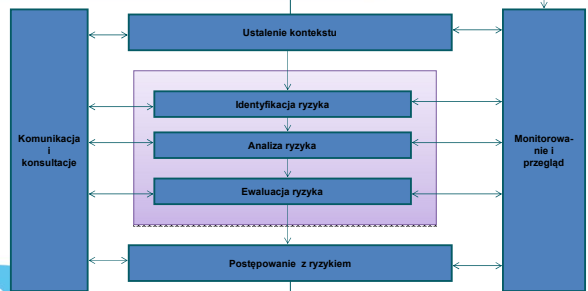 Ustalenie kontekstu
Identyfikacja ryzyka
Komunikacja
i
konsultacje
Analiza ryzyka
Monitorowa-
nie i
przegląd
Ewaluacja ryzyka
Postępowanie z ryzykiem